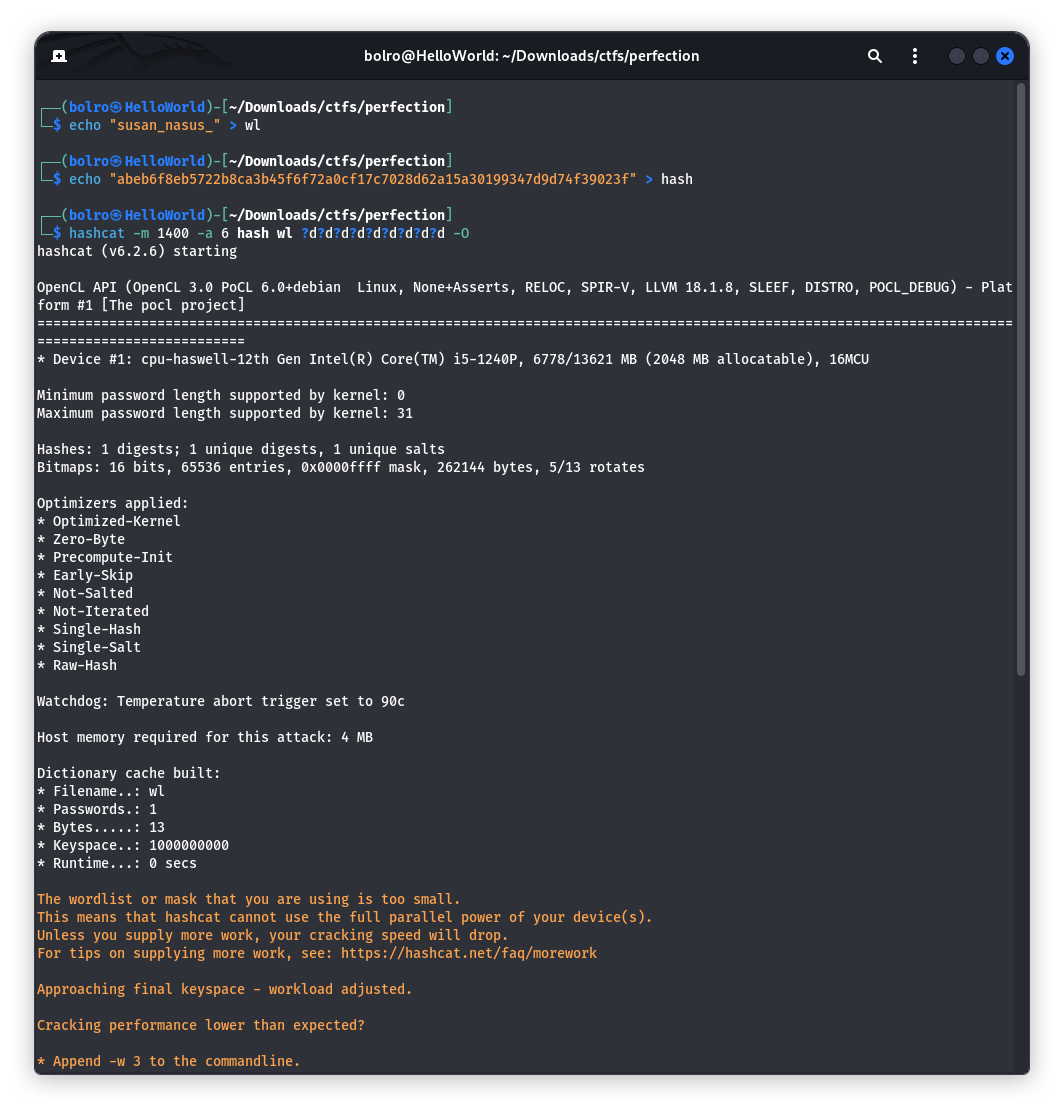 bolro@HelloWorld: ~/Downloads/ctfs/perfection
┌──(bolro㉿HelloWorld)-[~/Downloads/ctfs/perfection]
└─$ echo "susan_nasus_" > wl
┌──(bolro㉿HelloWorld)-[~/Downloads/ctfs/perfection]
└─$ echo "abeb6f8eb5722b8ca3b45f6f72a0cf17c7028d62a15a30199347d9d74f39023f" > hash
┌──(bolro㉿HelloWorld)-[~/Downloads/ctfs/perfection]
└─$ hashcat -m 1400 -a 6 hash wl ?d?d?d?d?d?d?d?d?d -O
hashcat (v6.2.6) starting
OpenCL API (OpenCL 3.0 PoCL 6.0+debian  Linux, None+Asserts, RELOC, SPIR-V, LLVM 18.1.8, SLEEF, DISTRO, POCL_DEBUG) - Plat
form #1 [The pocl project]
==========================================================================================================================
==========================
* Device #1: cpu-haswell-12th Gen Intel(R) Core(TM) i5-1240P, 6778/13621 MB (2048 MB allocatable), 16MCU
Minimum password length supported by kernel: 0
Maximum password length supported by kernel: 31
Hashes: 1 digests; 1 unique digests, 1 unique salts
Bitmaps: 16 bits, 65536 entries, 0x0000ffff mask, 262144 bytes, 5/13 rotates
Optimizers applied:
* Optimized-Kernel
* Zero-Byte
* Precompute-Init
* Early-Skip
* Not-Salted
* Not-Iterated
* Single-Hash
* Single-Salt
* Raw-Hash
Watchdog: Temperature abort trigger set to 90c
Host memory required for this attack: 4 MB
Dictionary cache built:
* Filename..: wl
* Passwords.: 1
* Bytes.....: 13
* Keyspace..: 1000000000
* Runtime...: 0 secs
The wordlist or mask that you are using is too small.
This means that hashcat cannot use the full parallel power of your device(s).
Unless you supply more work, your cracking speed will drop.
For tips on supplying more work, see: https://hashcat.net/faq/morework
Approaching final keyspace - workload adjusted.
Cracking performance lower than expected?
* Append -w 3 to the commandline.